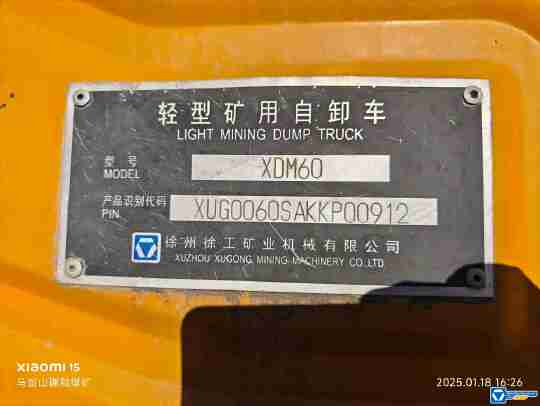 轻型矿用自卸车
LIGHT MINING DUMP TRUCK
型号
MODEL
XDM60
产品识别代码
PIN
XUG0060SAKKP00912
徐州徐工矿业机械有限公司
XUZHOU XUGONG MINING MACHINERY CO.,LTD.
xiaomi 15
2025.01.18 16:26